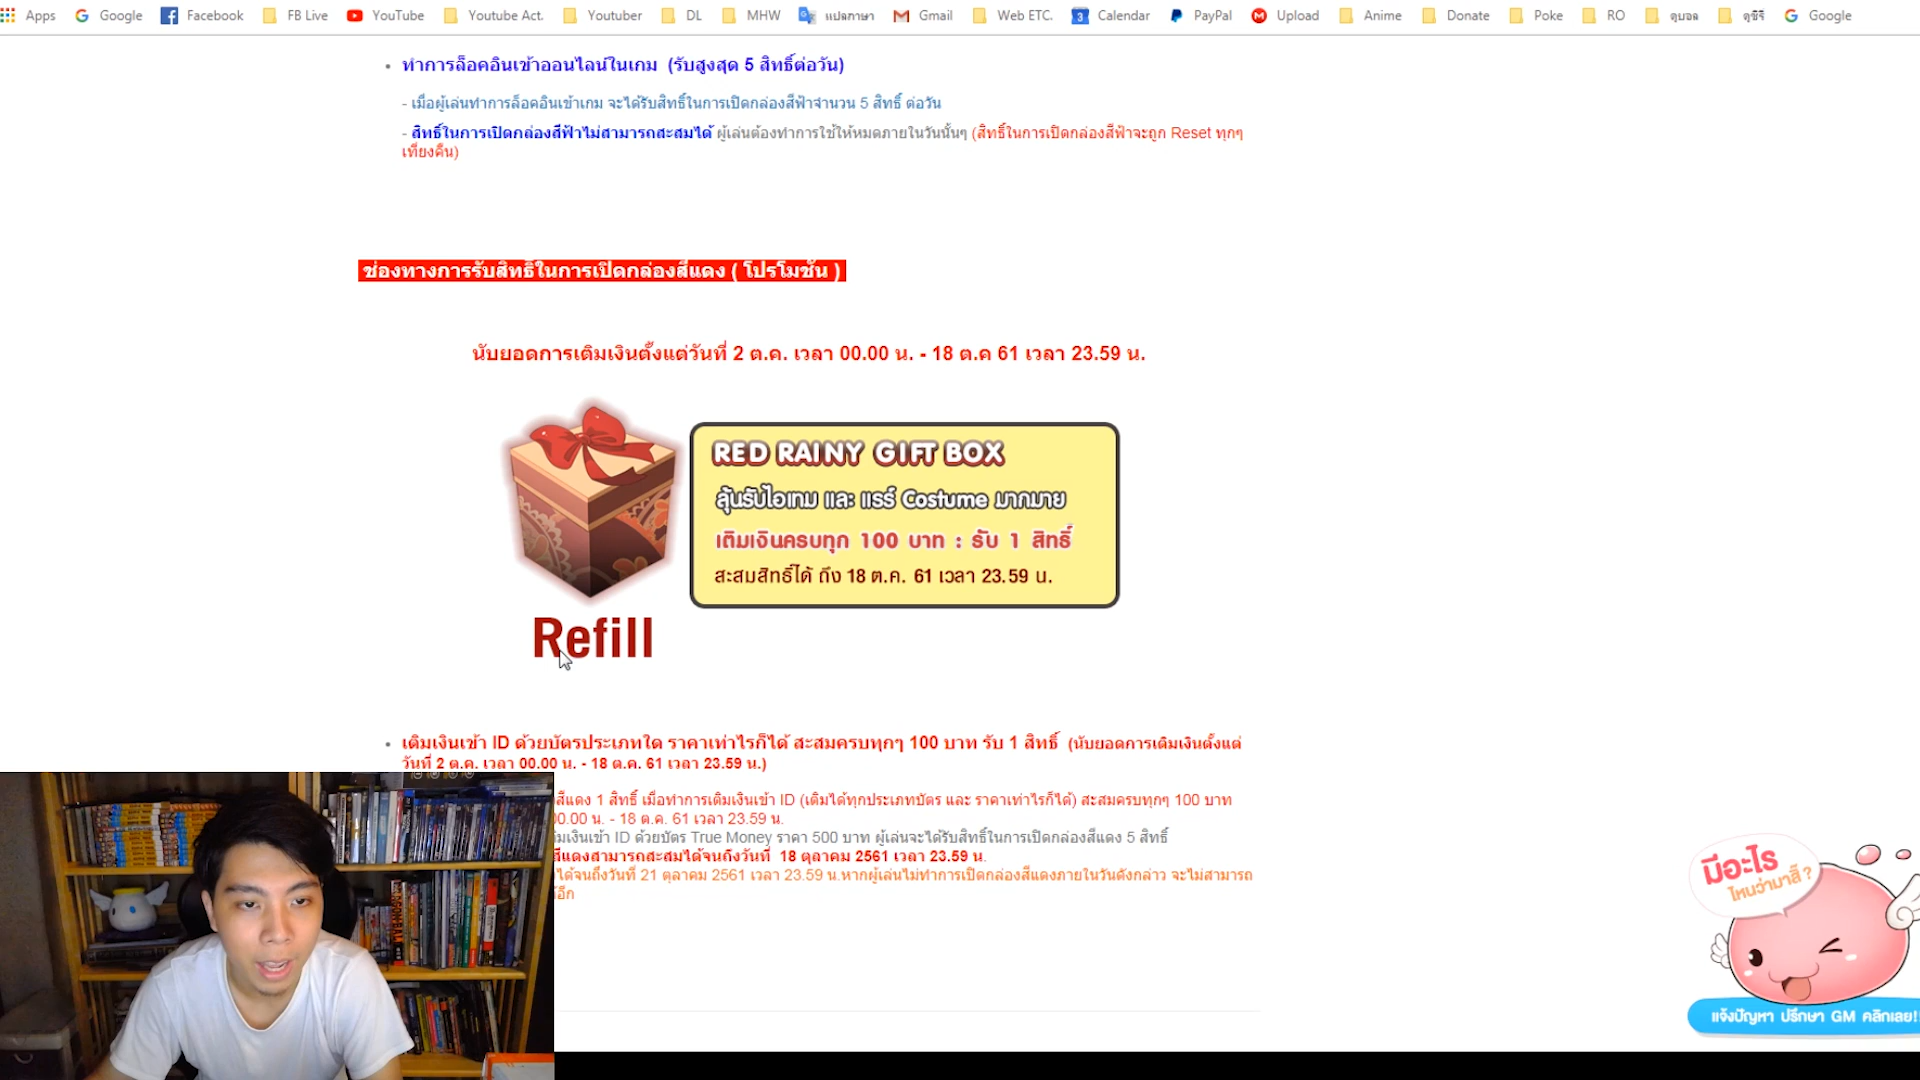 Apps Google Facebook FB Live YouTube Youtube Act. Youtuber DL MHW แปลภาษา Gmail Web ETC. Calendar PayPal Upload Anime Donate Poke RO ดูบอล ดูซีรี Google
ทำการล็อคอินเข้าออนไลน์ในเกม (รับสูงสุด 5 สิทธิ์ต่อวัน)
- เมื่อผู้เล่นทำการล็อคอินเข้าเกม จะได้รับสิทธิ์ในการเปิดกล่องสีฟ้าจำนวน 5 สิทธิ์ ต่อวัน
- สิทธิ์ในการเปิดกล่องสีฟ้าไม่สามารถสะสมได้ ผู้เล่นต้องทำการใช้ให้หมดภายในวันนั้นๆ (สิทธิ์ในการเปิดกล่องสีฟ้าจะถูก Reset ทุกๆ
เที่ยงคืน)
ช่องทางการรับสิทธิ์ในการเปิดกล่องสีแดง ( โปรโมชั่น )
นับยอดการเติมเงินตั้งแต่วันที่ 2 ต.ค. เวลา 00.00 น. - 18 ต.ค 61 เวลา 23.59 น.
RED RAINY GIFT BOX
ลุ้นรับไอเทม และ แรร์ Costume มากมาย
เติมเงินครบทุก 100 บาท : รับ 1 สิทธิ์
สะสมสิทธิ์ได้ ถึง 18 ต.ค. 61 เวลา 23.59 น.
Refill
เติมเงินเข้า ID ด้วยบัตรประเภทใด ราคาเท่าไรก็ได้ สะสมครบทุกๆ 100 บาท รับ 1 สิทธิ์ (นับยอดการเติมเงินตั้งแต่
วันที่ 2 ต.ค. เวลา 00.00 น. - 18 ต.ค. 61 เวลา 23.59 น.)
สีแดง 1 สิทธิ์ เมื่อทำการเติมเงินเข้า ID (เติมได้ทุกประเภทบัตร และ ราคาเท่าไรก็ได้) สะสมครบทุกๆ 100 บาท
00.00 น. - 18 ต.ค. 61 เวลา 23.59 น.
เติมเงินเข้า ID ด้วยบัตร True Money ราคา 500 บาท ผู้เล่นจะได้รับสิทธิ์ในการเปิดกล่องสีแดง 5 สิทธิ์
สีแดงสามารถสะสมได้จนถึงวันที่ 18 ตุลาคม 2561 เวลา 23.59 น.
ได้จนถึงวันที่ 21 ตุลาคม 2561 เวลา 23.59 น.หากผู้เล่นไม่ทำการเปิดกล่องสีแดงภายในวันดังกล่าว จะไม่สามารถ
อีก
มีอะไร
ไหนว่ามาสิ ?
แจ้งปัญหา ปรึกษา GM คลิกเลย!!